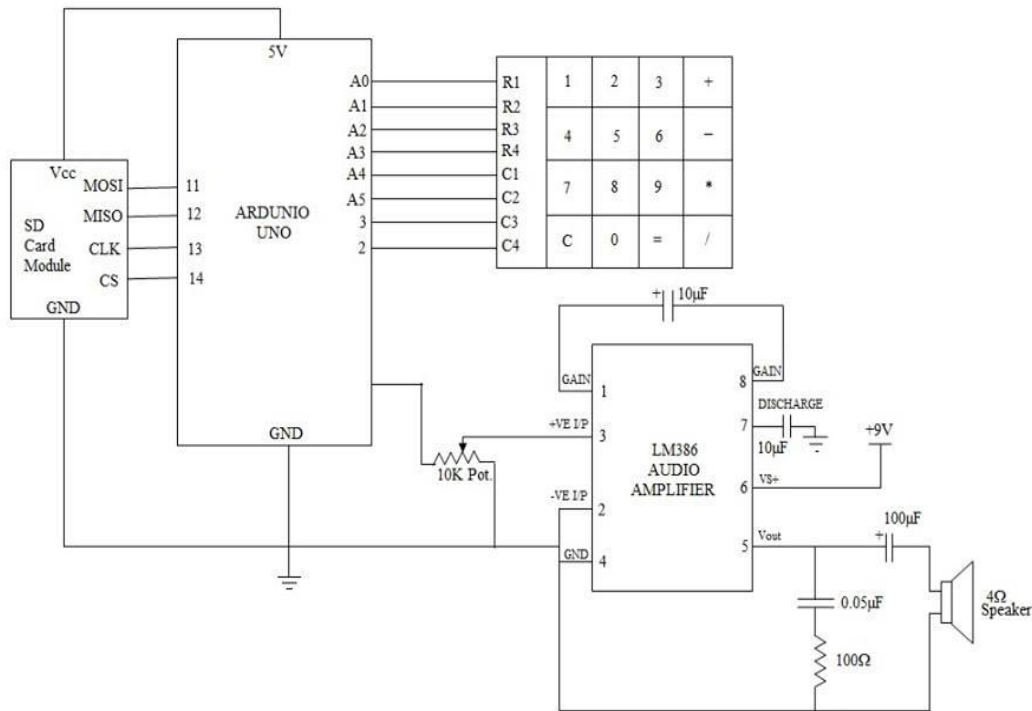 5V
A0
A1
A2
A3
A4
A5
3
2
ARDUNIO
UNO
11
12
13
14
GND
Vcc
MOSI
MISO
CLK
CS
SD
Card
Module
GND
R1 1 2 3 +
R2
R3 4 5 6 −
R4
C1
C2 7 8 9 *
C3
C4 C 0 = /
+ 10µF
GAIN
1
GAIN
8
+VE I/P
3
DISCHARGE
7
10µF
+9V
10K Pot.
LM386
AUDIO
AMPLIFIER
VS+
6
-VE I/P
2
GND
4
5
Vout
100µF
+
0.05µF
100Ω
4Ω
Speaker